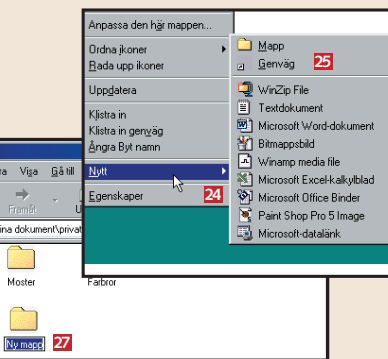 Anpassa den här mappen...
Ordna ikoner
Rada upp ikoner
Uppdatera
Klistra in
Klistra in genväg
Ångra Byt namn
Nytt
Egenskaper
24
Mapp
Genväg
25
WinZip File
Textdokument
Microsoft Word-dokument
Bitmappsbild
Winamp media file
Microsoft Excel-kalkylblad
Microsoft Office Binder
Paint Shop Pro 5 Image
Microsoft-datalänk
Visa Gå till
Framåt
Moster
Farbror
Ny mapp
27